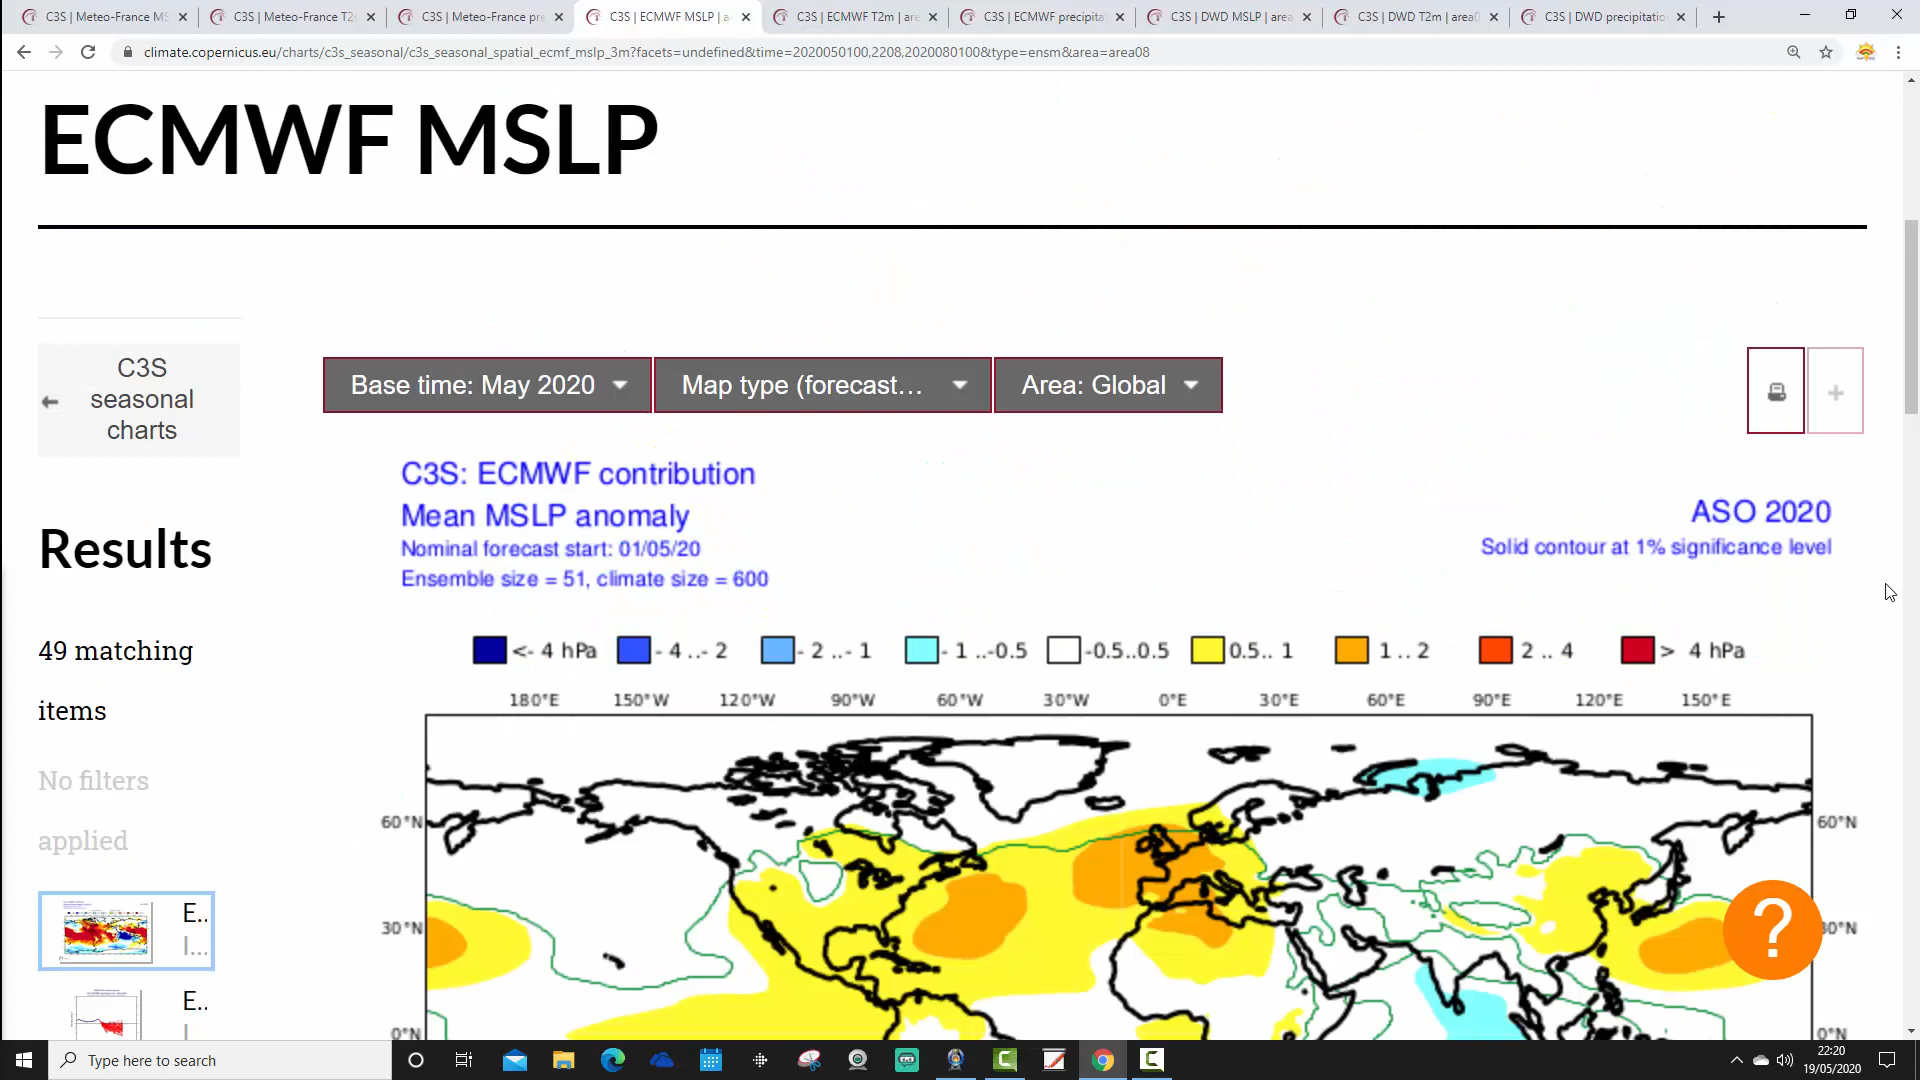 C3S | Meteo-France MS
C3S | Meteo-France T2
C3S | Meteo-France pre
C3S | ECMWF MSLP | a
C3S | ECMWF T2m | are
C3S | ECMWF precipitat
C3S | DWD MSLP | area
C3S | DWD T2m | area0
C3S | DWD precipitatio
climate.copernicus.eu/charts/c3s_seasonal/c3s_seasonal_spatial_ecmf_mslp_3m?facets=undefined&time=2020050100,2208,2020080100&type=ensm&area=area08
ECMWF MSLP
C3S
seasonal
charts
Base time: May 2020
Map type (forecast…
Area: Global
Results
49 matching
items
No filters
applied
E..
I...
E..
C3S: ECMWF contribution
Mean MSLP anomaly
Nominal forecast start: 01/05/20
Ensemble size = 51, climate size = 600
ASO 2020
Solid contour at 1% significance level
<- 4 hPa
- 4 ..- 2
- 2 ..- 1
- 1 ..-0.5
-0.5..0.5
0.5.. 1
1 .. 2
2 .. 4
> 4 hPa
180°E 150°W 120°W 90°W 60°W 30°W 0°E 30°E 60°E 90°E 120°E 150°E
60°N 60°N
30°N 30°N
0°N 0°N
?
Type here to search
22:20
19/05/2020